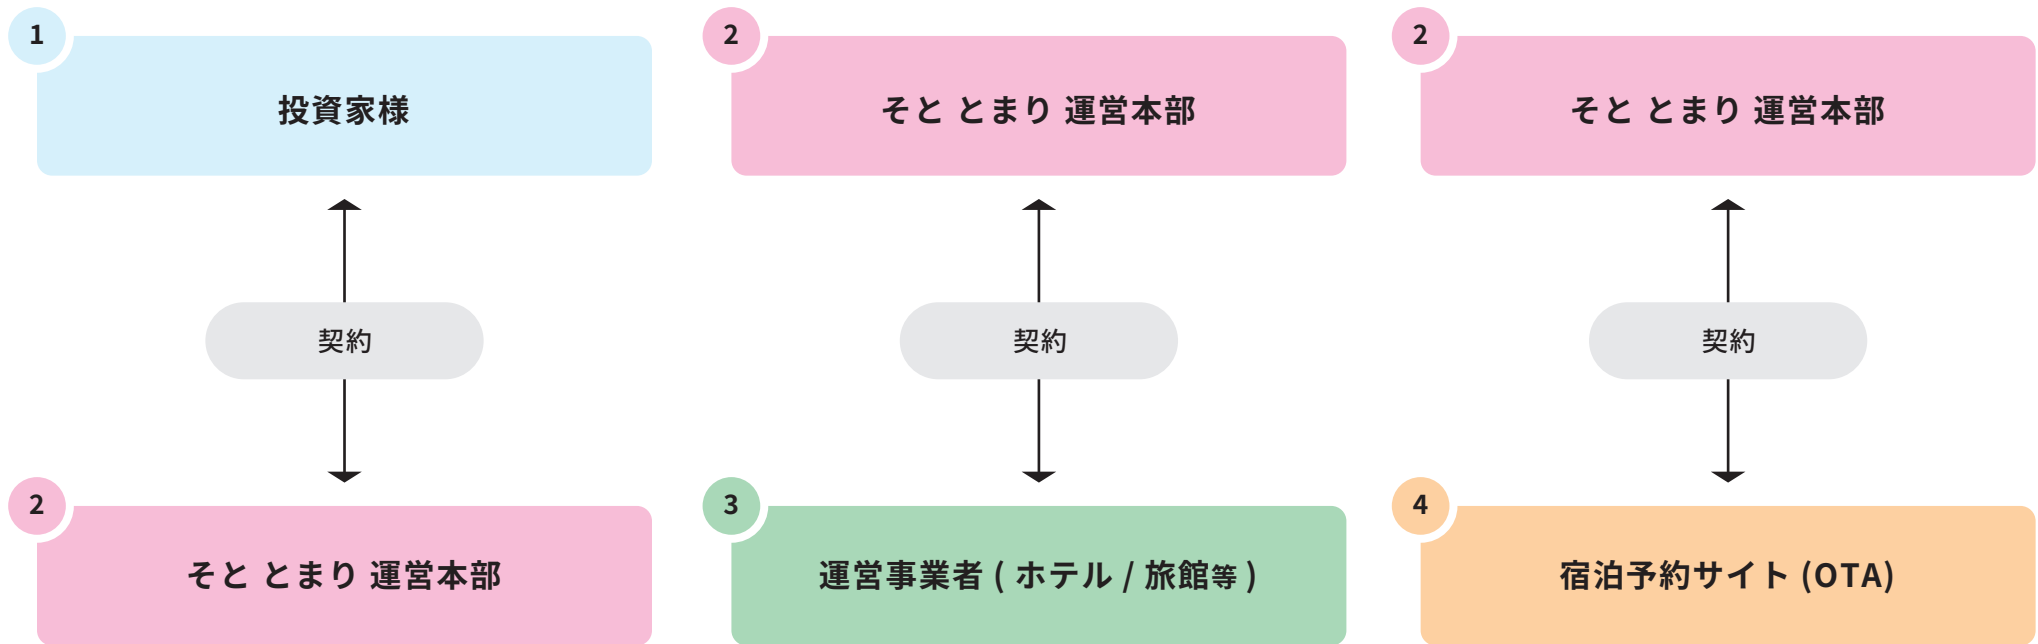 1
投資家様
2
そと とまり 運営本部
2
そと とまり 運営本部
契約
契約
契約
2
そと とまり 運営本部
3
運営事業者 ( ホテル / 旅館等 )
4
宿泊予約サイト (OTA)